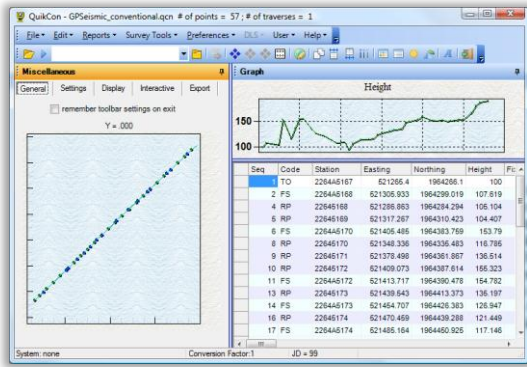 QuikCon - GPSeismic_conventional.qcn # of points = 57 ; # of traverses = 1
File Edit Reports Survey Tools Preferences DLS User Help
Miscellaneous
General Settings Display Interactive Export
remember toolbar settings on exit
Y = .000
Graph
Height
150
100
Seq Code Station Easting Northing Height
1 TO 2264A5167 521265.4 1964266.1 100
2 FS 2264A5168 521305.933 1964299.019 107.619
4 RP 22645168 521286.863 1964284.294 105.104
5 RP 22645169 521317.267 1964310.423 104.407
6 FS 2264A5170 521405.485 1964383.759 153.79
8 RP 22645170 521348.336 1964336.483 116.785
9 RP 22645171 521378.498 1964361.867 136.514
10 RP 22645172 521409.073 1964387.614 155.323
11 FS 2264A5172 521413.717 1964390.478 154.782
13 RP 22645173 521439.643 1964413.373 136.197
14 FS 2264A5173 521454.707 1964426.383 126.947
16 RP 22645174 521470.459 1964439.288 121.449
17 FS 2264A5174 521485.164 1964450.925 117.146
System: none Conversion Factor:1 JD = 99